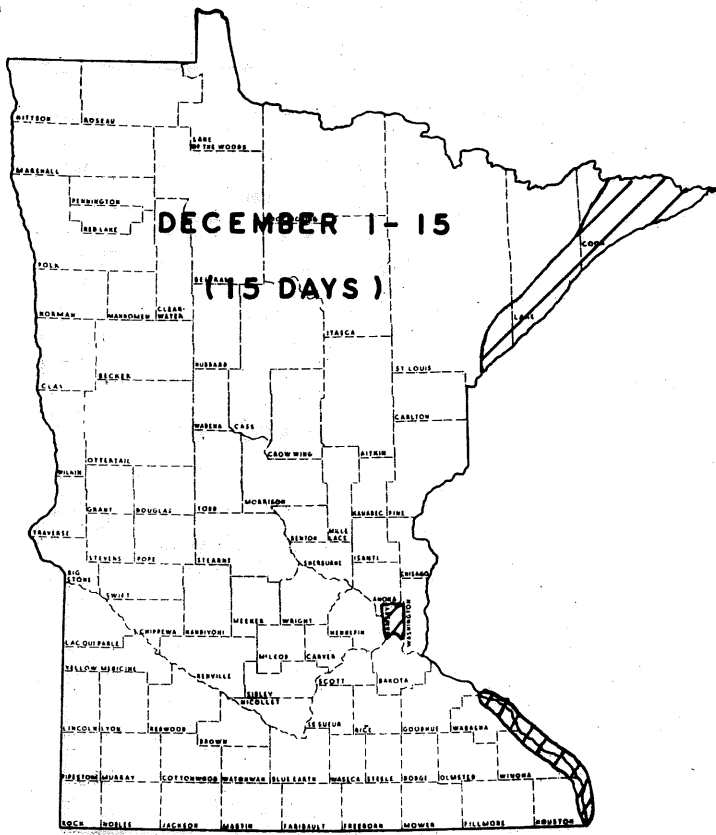 KITTSON ROSEAU
LAKE
OF THE WOODS
MARSHALL
PENNINGTON
RED LAKE
DECEMBER 1-15
COOK
POLK
(15 DAYS)
NORMAN MAHNOMEN CLEAR-
WATER
LAKE
ITASCA
HUBBARD ST LOUIS
CLAY BECKER
WADENA CASS CARLTON
CROW WING AITKIN
WILKIN OTTERTAIL
GRANT DOUGLAS TODD MORRISON
KANABEC PINE
TRAVERSE BENTON MILLE
LACS
STEVENS POPE STEARNS SHERBURNE ISANTI
BIG
STONE CHISAGO
SWIFT ANOKA
MEEKER WRIGHT WASHINGTON
CHIPPEWA KANDIYOHI HENNEPIN
LAC QUI PARLE
MCLEOD CARVER
YELLOW MEDICINE RENVILLE SCOTT DAKOTA
SIBLEY
NICOLLET
LINCOLN LYON REDWOOD LE SUEUR RICE GOODHUE WABASHA
BROWN
PIPESTONE MURRAY COTTONWOOD WATONWAN BLUE EARTH WASECA STEELE DODGE OLMSTED WINONA
ROCK NOBLES JACKSON MARTIN FARIBAULT FREEBORN MOWER FILLMORE HOUSTON